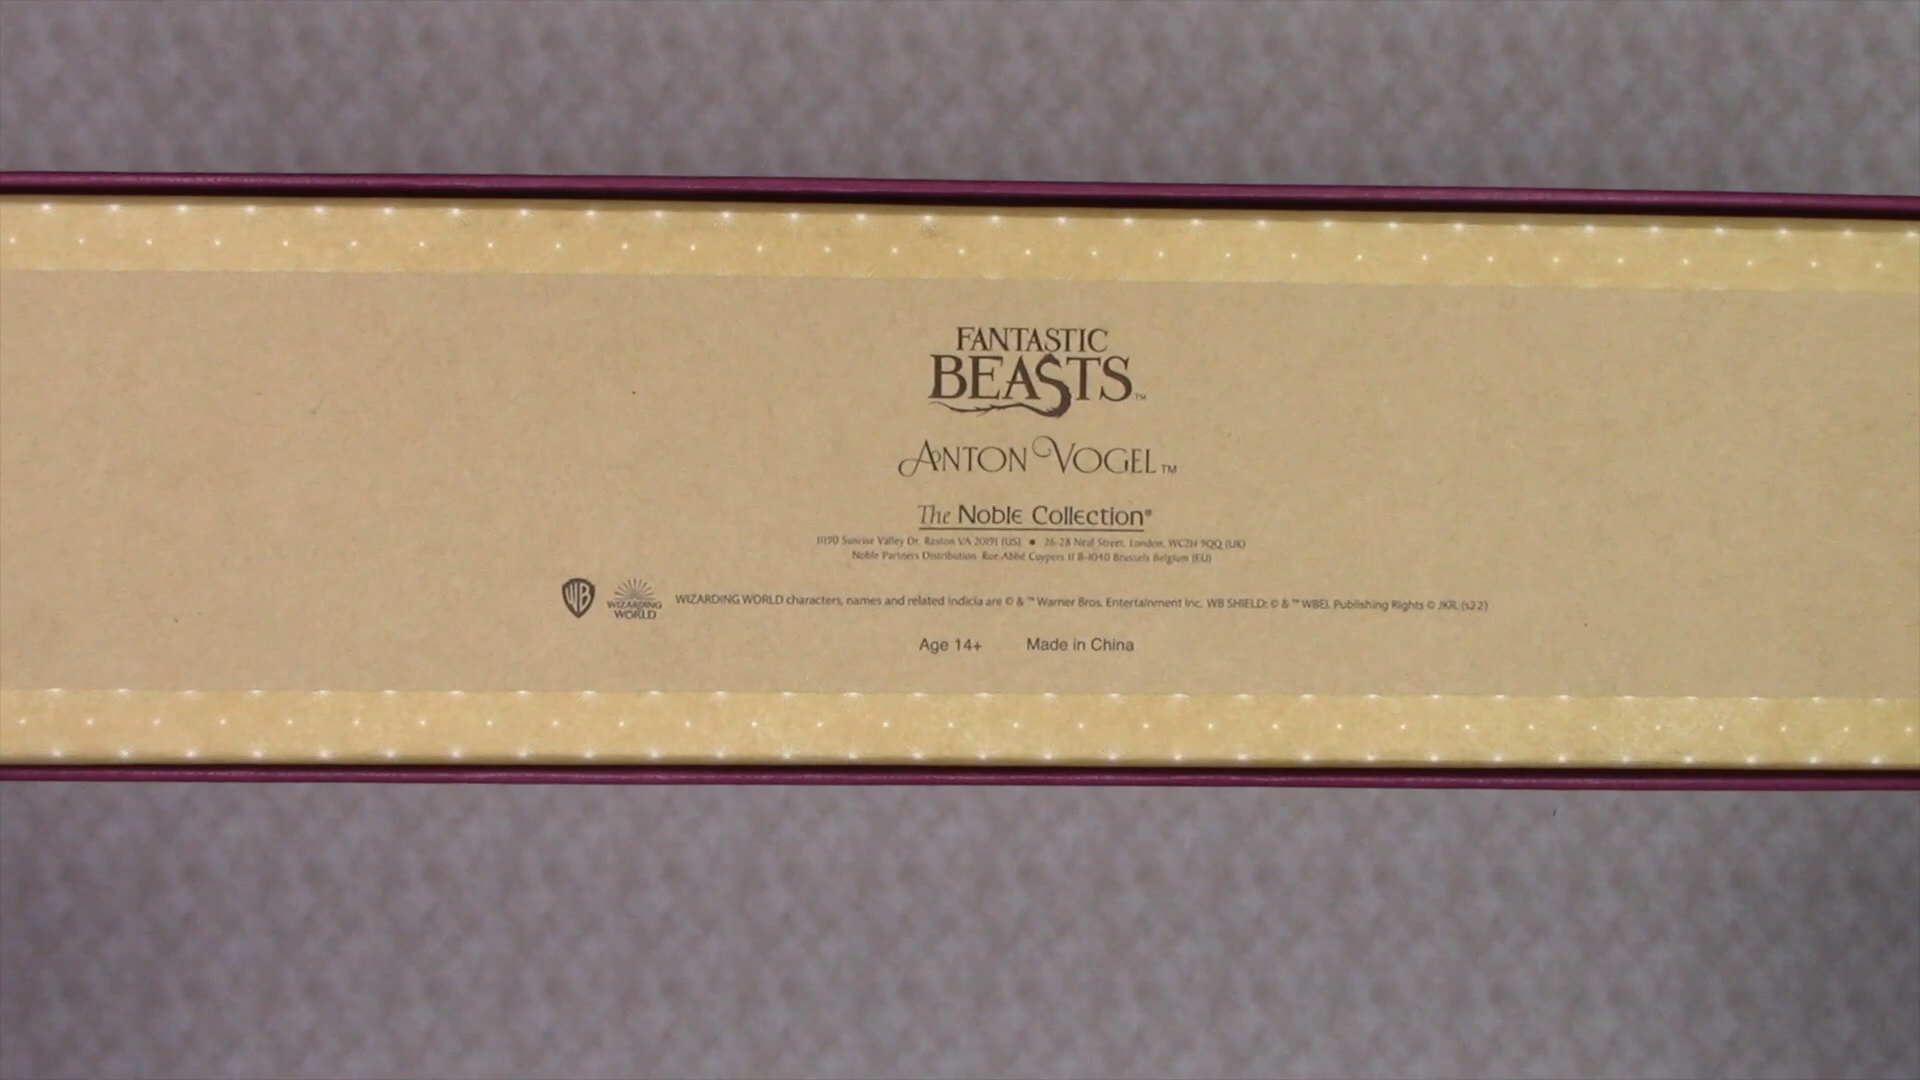 FANTASTIC
BEASTS™
ANTON VOGEL™
The Noble Collection®
11190 Sunrise Valley Dr. Reston VA 20191 (US) • 26-28 Neal Street, London, WC2H 9QQ (UK)
Noble Partners Distribution Rue Abbé Cuypers 11 B-1040 Brussels Belgium (EU)
WB
WIZARDING
WORLD
WIZARDING WORLD characters, names and related indicia are © & ™ Warner Bros. Entertainment Inc. WB SHIELD: © & ™ WBEI. Publishing Rights © JKR. (s22)
Age 14+ Made in China